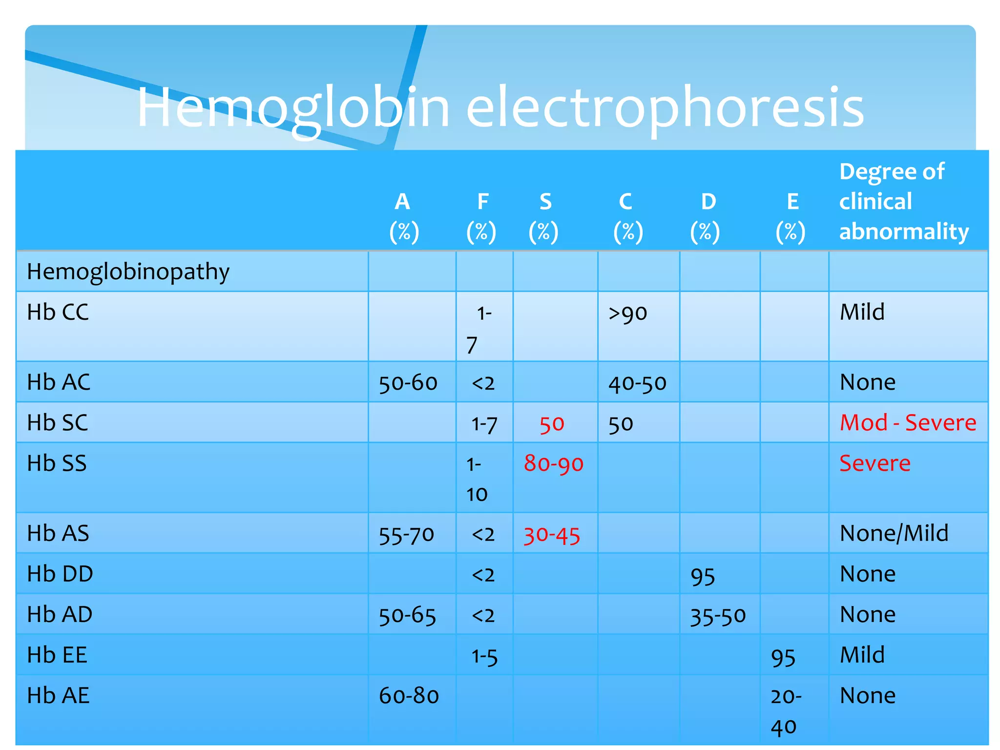 Hemoglobin electrophoresis
A (%) F (%) S (%) C (%) D (%) E (%) Degree of clinical abnormality
Hemoglobinopathy
Hb CC 1-7 >90 Mild
Hb AC 50-60 <2 40-50 None
Hb SC 1-7 50 50 Mod - Severe
Hb SS 1-10 80-90 Severe
Hb AS 55-70 <2 30-45 None/Mild
Hb DD <2 95 None
Hb AD 50-65 <2 35-50 None
Hb EE 1-5 95 Mild
Hb AE 60-80 20-40 None